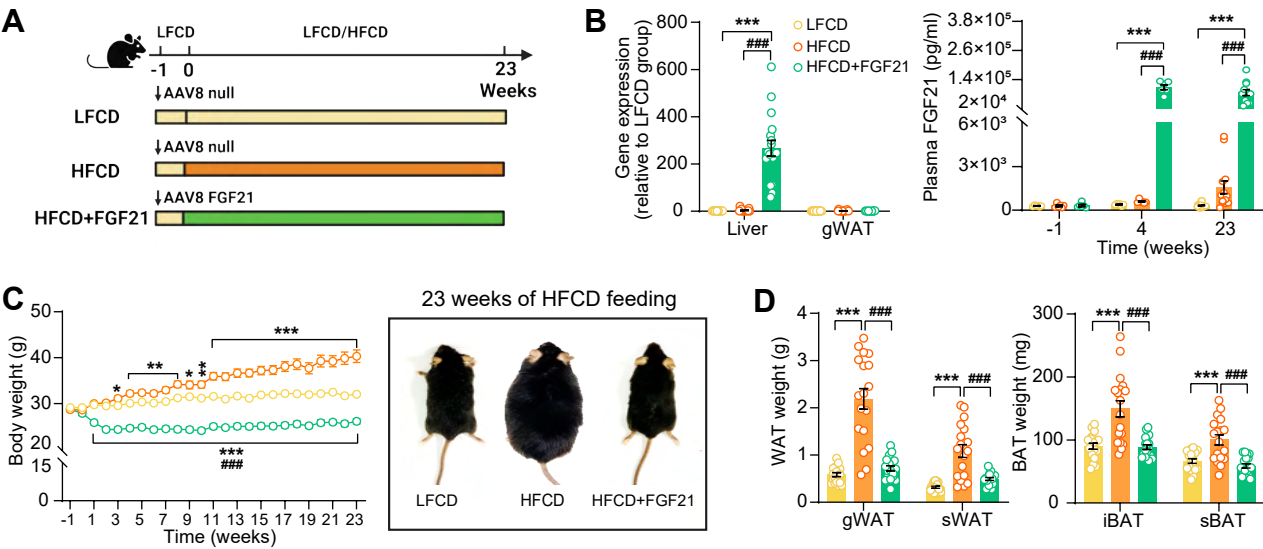 A
LFCD
LFCD/HFCD
-1
0
23
Weeks
↓AAV8 null
LFCD
↓AAV8 null
HFCD
↓AAV8 FGF21
HFCD+FGF21
B
Gene expression
(relative to LFCD group)
800
600
400
200
0
***
###
LFCD
HFCD
HFCD+FGF21
Liver
gWAT
Plasma FGF21 (pg/ml)
3.8×10⁵
2.6×10⁵
1.4×10⁵
2×10⁴
6×10³
3×10³
0
***
###
***
###
-1
4
23
Time (weeks)
C
Body weight (g)
50
40
30
20
15
0
*
**
*
**
***
***
###
-1 1 3 5 7 9 11 13 15 17 19 21 23
Time (weeks)
23 weeks of HFCD feeding
LFCD
HFCD
HFCD+FGF21
D
WAT weight (g)
4
3
2
1
0
*** ###
*** ###
gWAT
sWAT
BAT weight (mg)
300
200
100
0
*** ###
*** ###
iBAT
sBAT